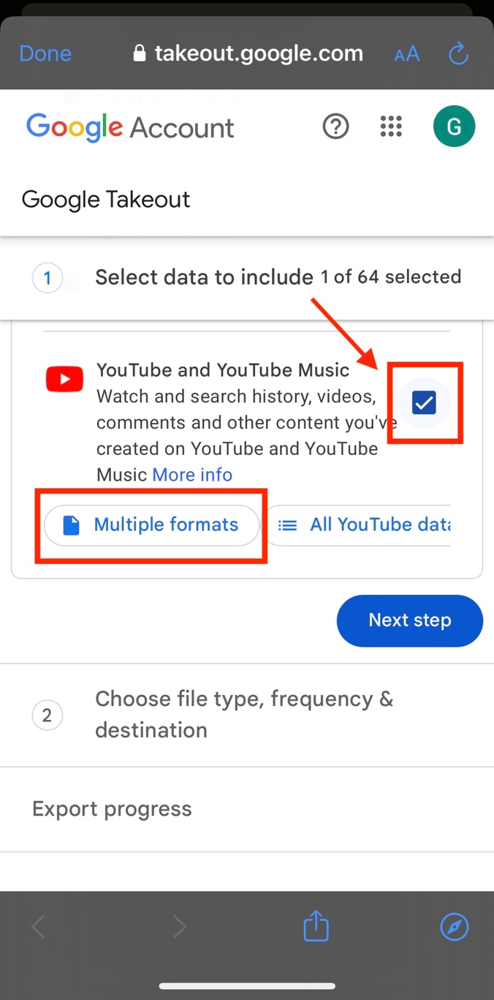 Done takeout.google.com AA
Google Account G
Google Takeout
1 Select data to include 1 of 64 selected
YouTube and YouTube Music
Watch and search history, videos,
comments and other content you've
created on YouTube and YouTube
Music More info
Multiple formats All YouTube data
Next step
2 Choose file type, frequency &
destination
Export progress